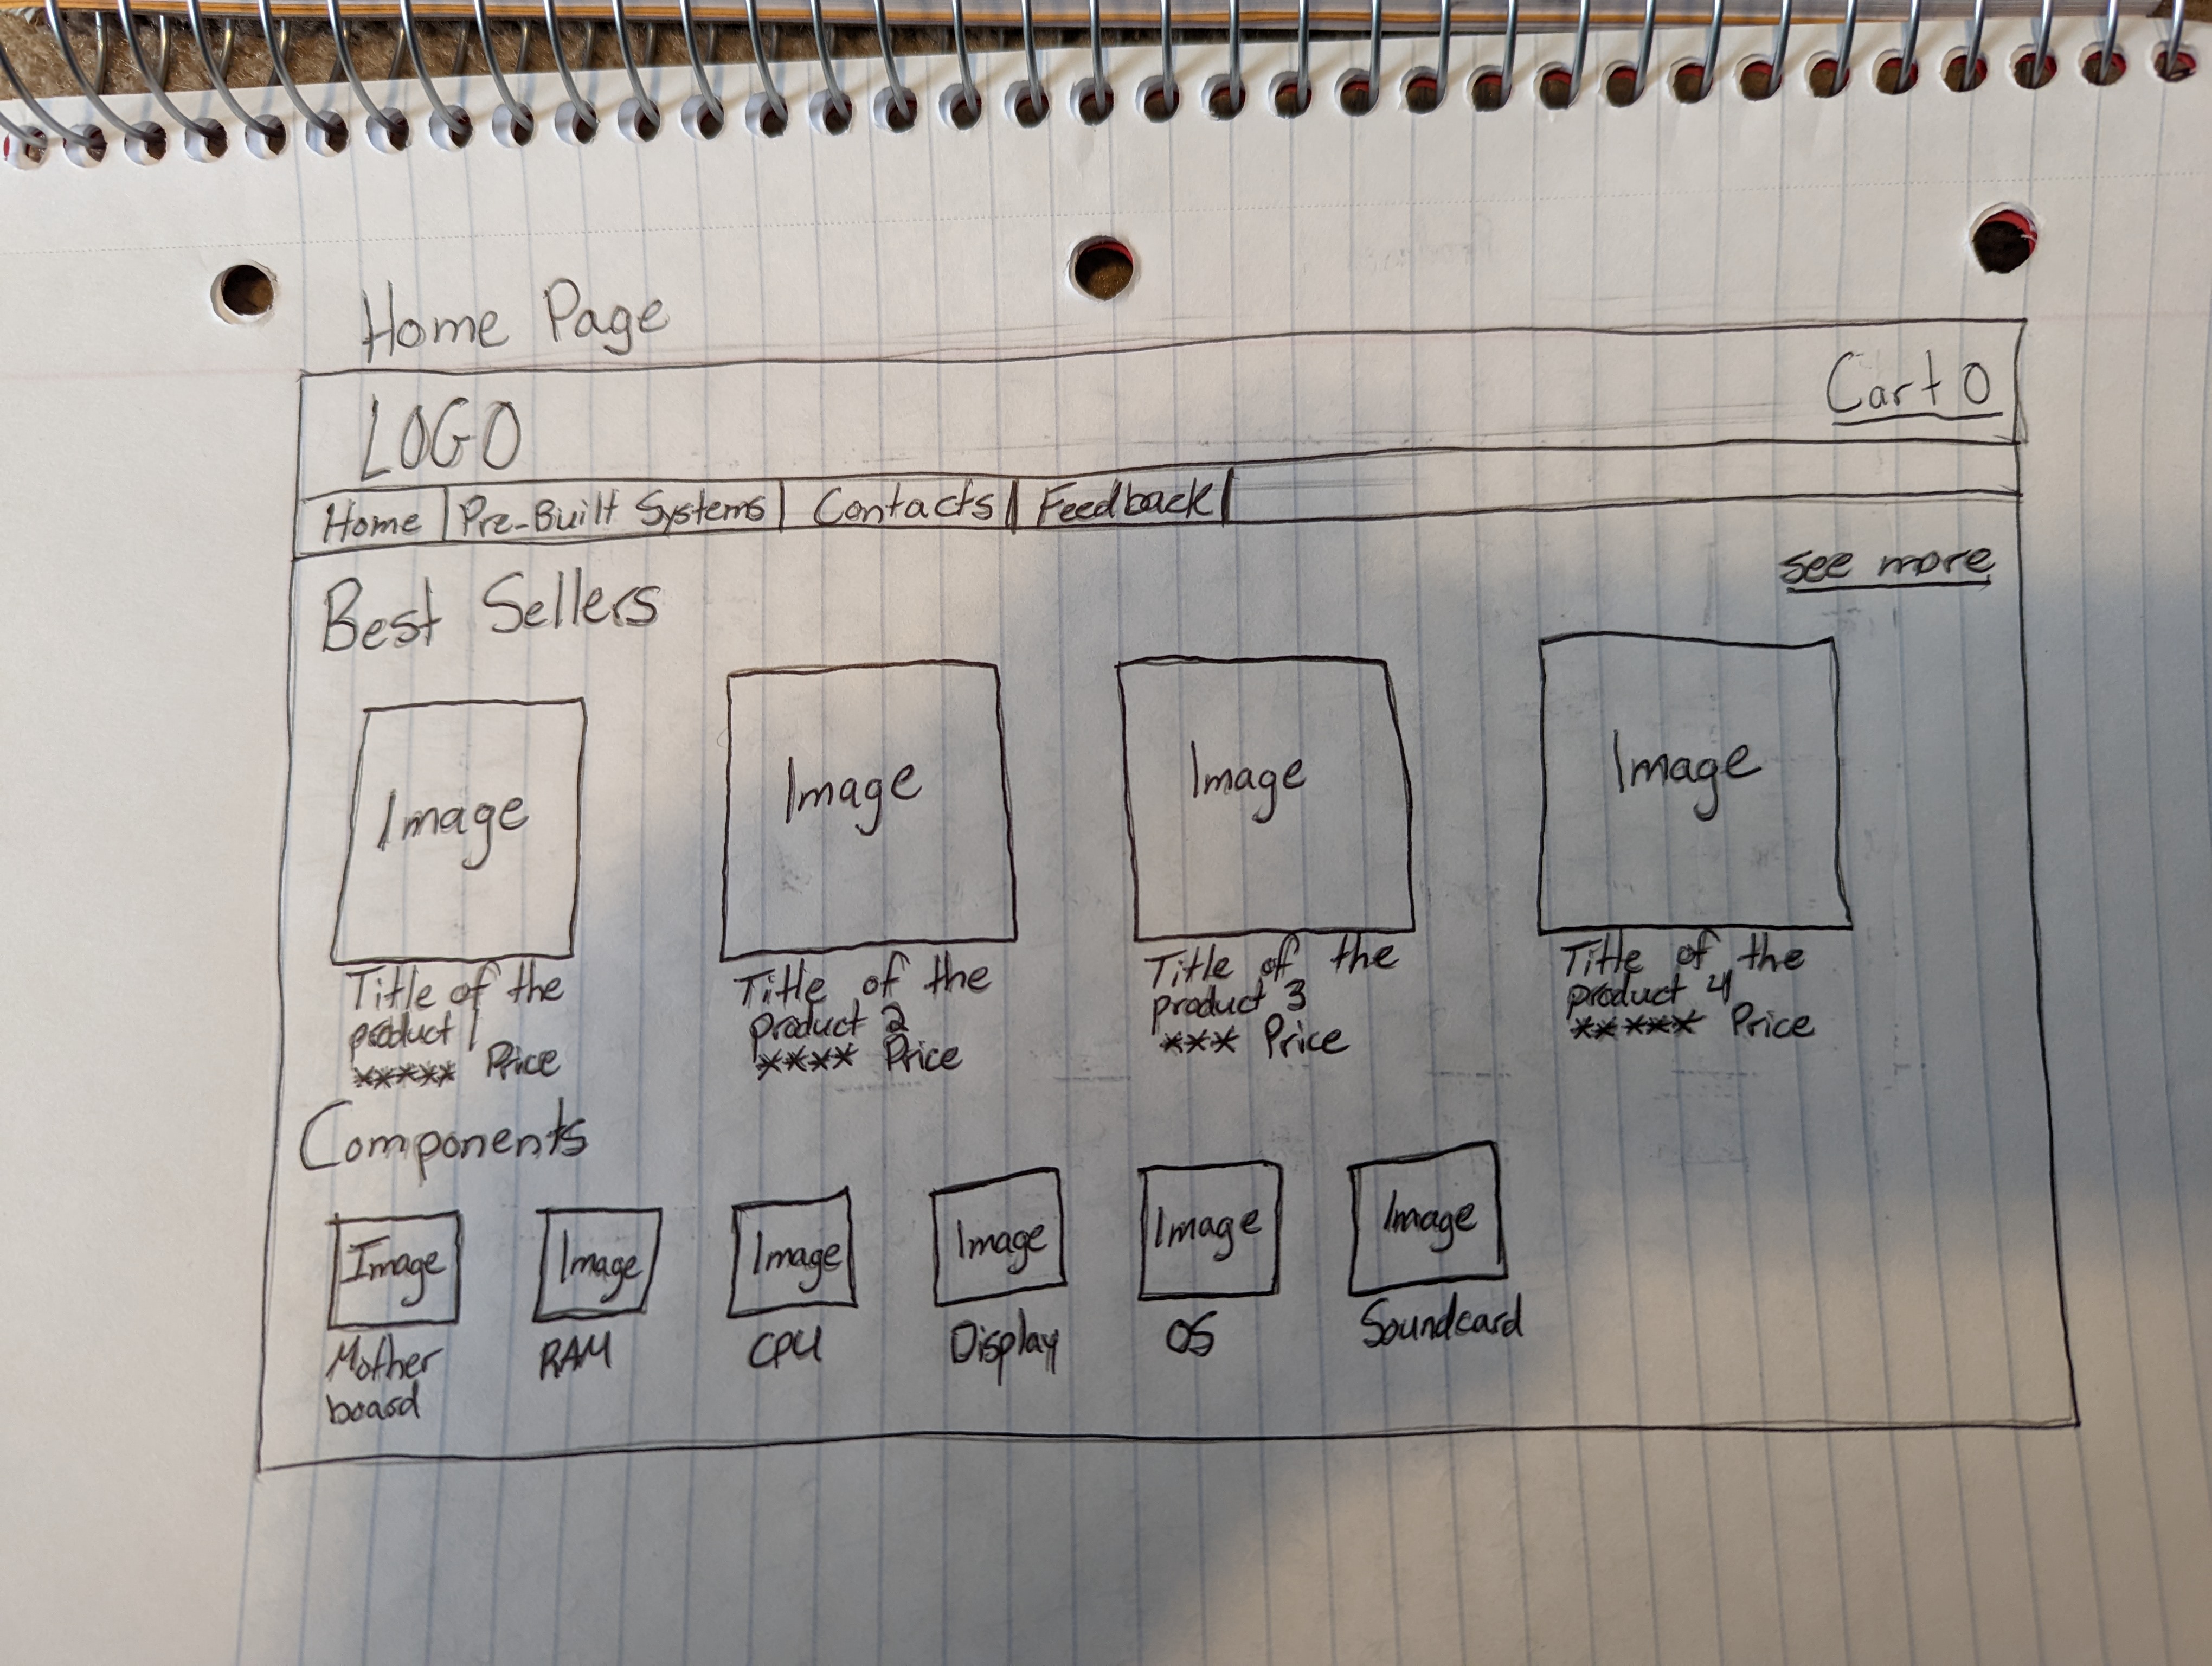 Home Page
LOGO
Cart 0
Home Pre-Built Systems Contacts Feedback
see more
Best Sellers
Image Image Image Image
Title of the
product 1
***** Price
Title of the
product 2
**** Price
Title of the
product 3
*** Price
Title of the
product 4
***** Price
Components
Image Image Image Image Image Image
Mother
board
RAM
CPU
Display
OS
Soundcard